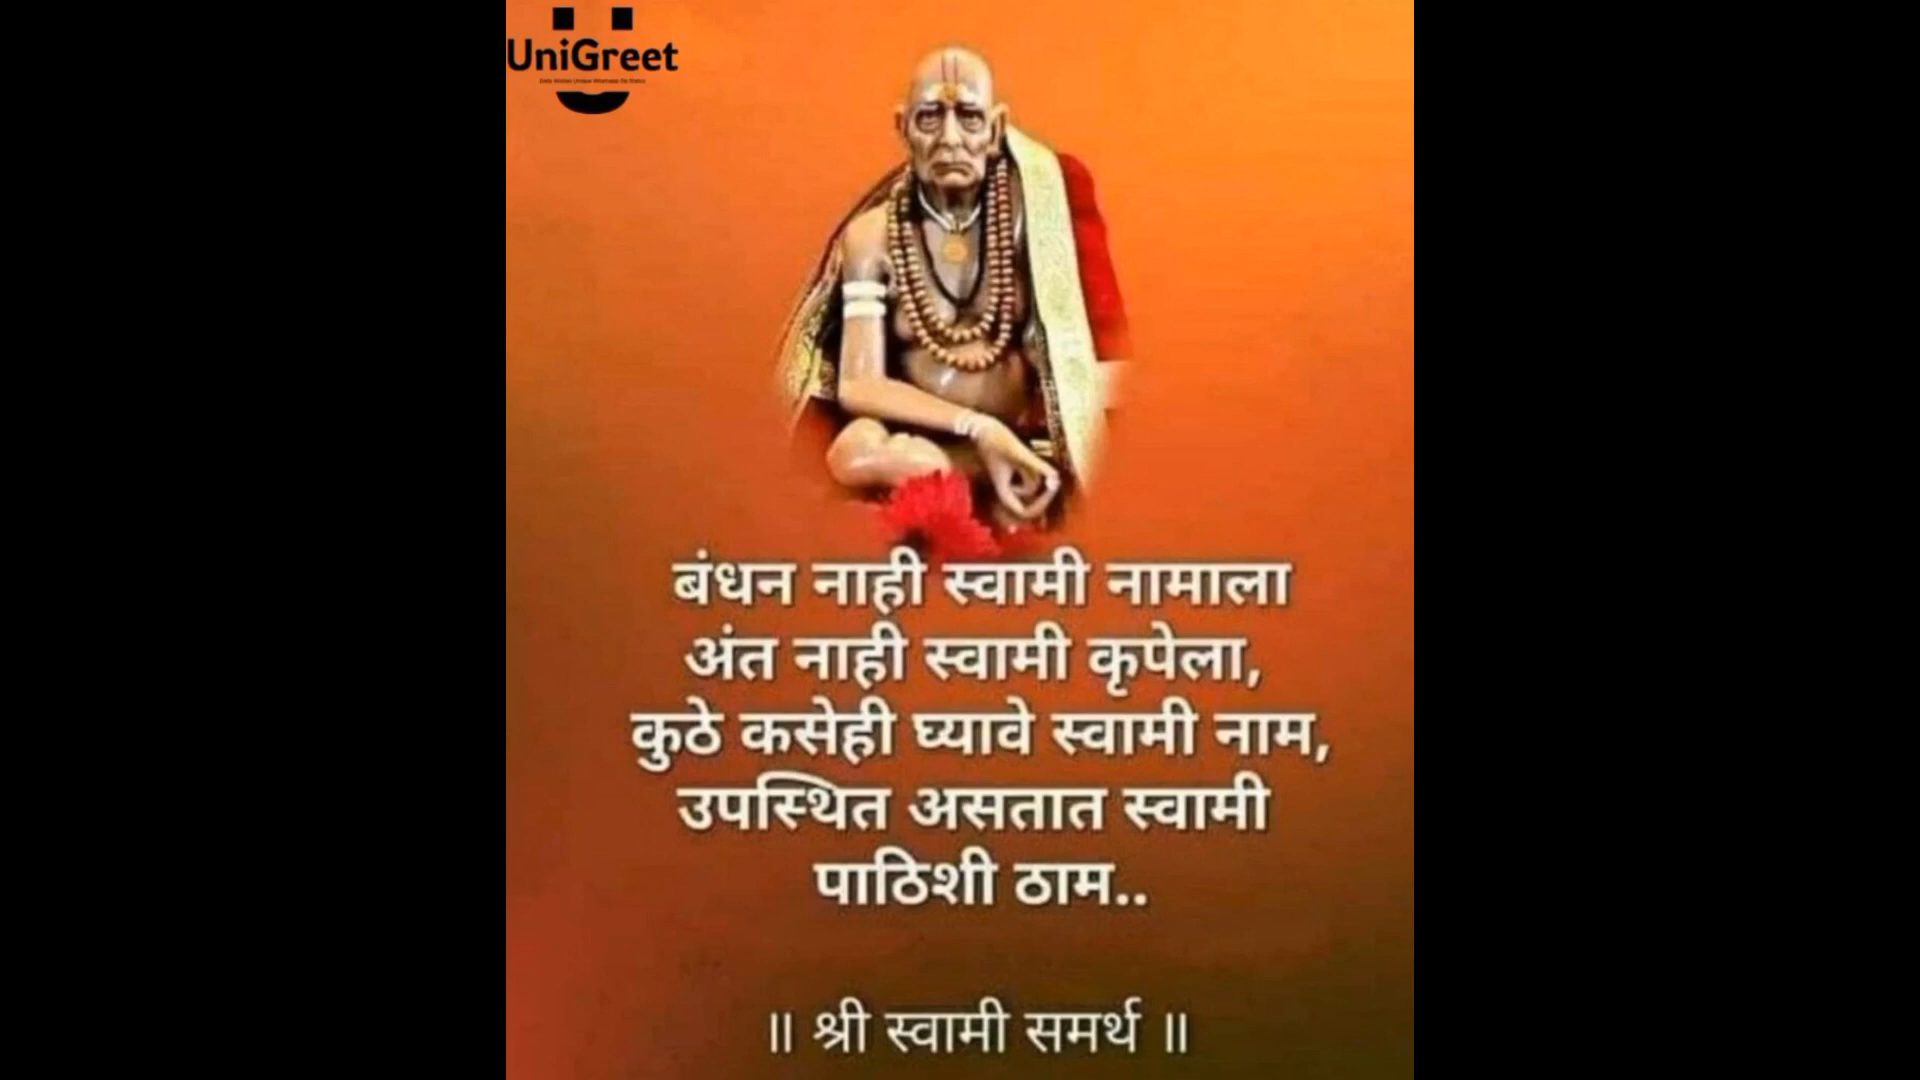 UniGreet
बंधन नाही स्वामी नामाला
अंत नाही स्वामी कृपेला,
कुठे कसेही घ्यावे स्वामी नाम,
उपस्थित असतात स्वामी
पाठिशी ठाम..
॥ श्री स्वामी समर्थ ॥